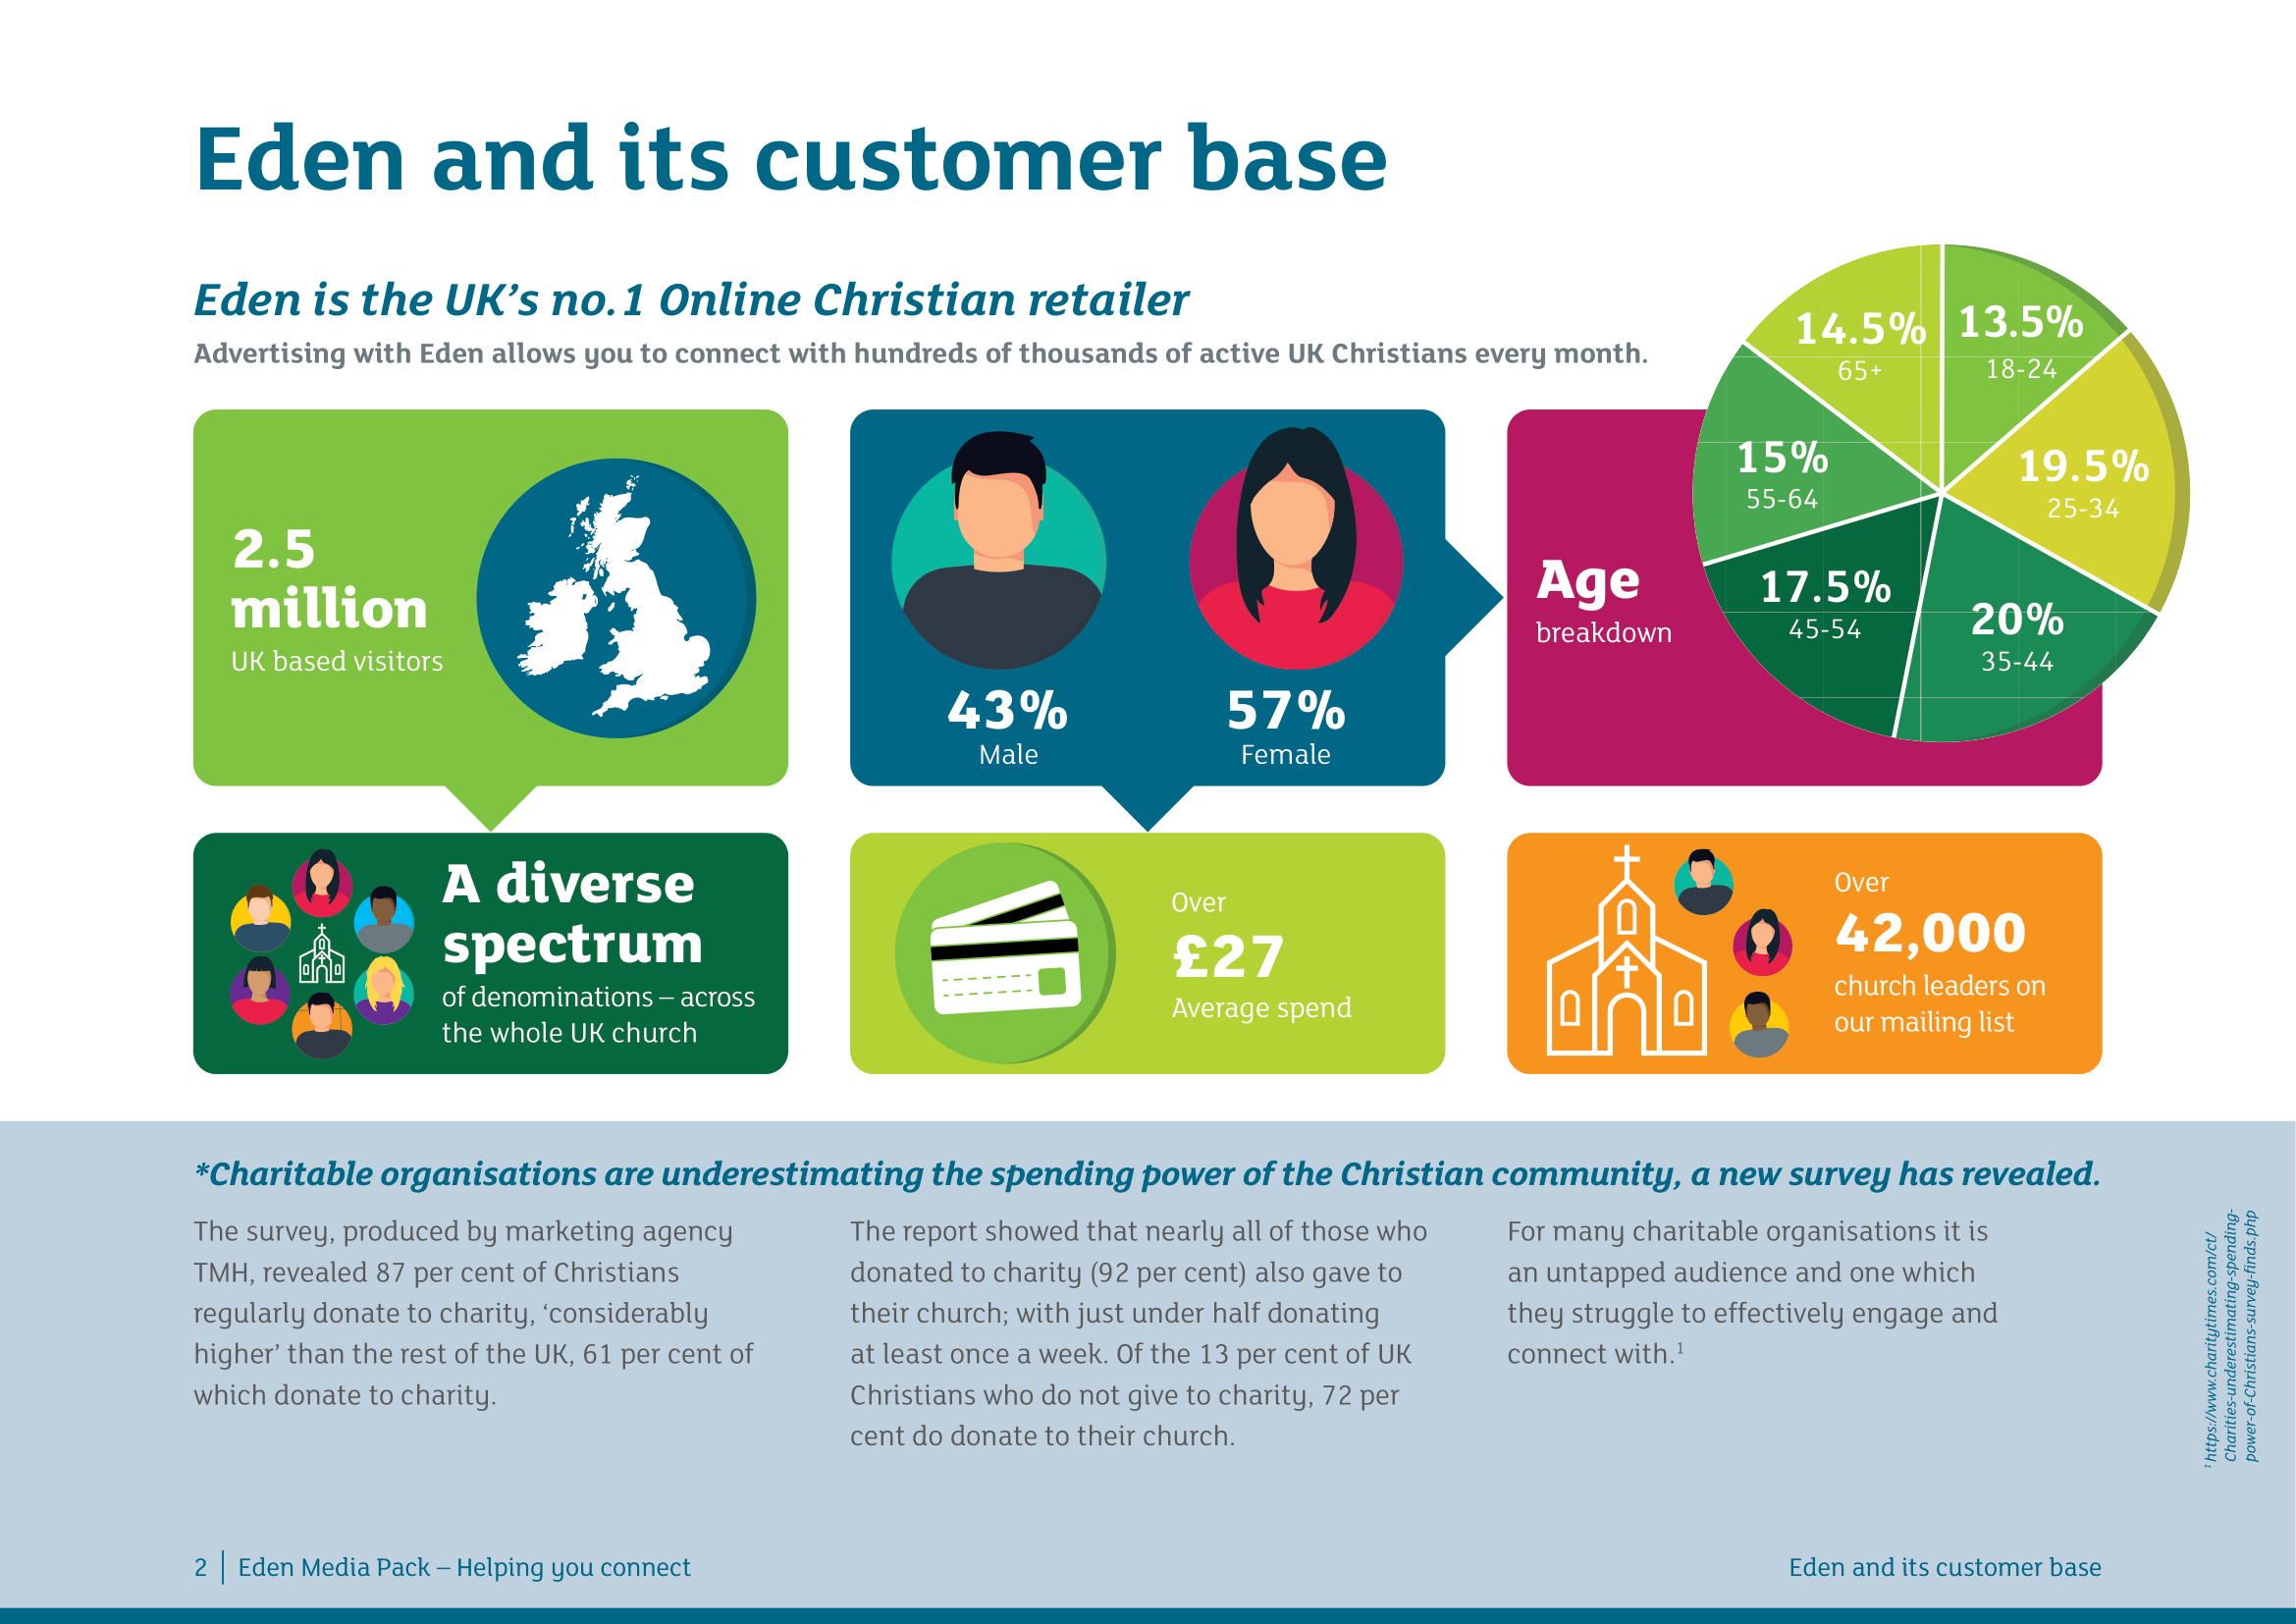 Eden and its customer base
Eden is the UK’s no.1 Online Christian retailer
Advertising with Eden allows you to connect with hundreds of thousands of active UK Christians every month.
2.5
million
UK based visitors
43%
Male
57%
Female
Age
breakdown
13.5%
18-24
19.5%
25-34
20%
35-44
17.5%
45-54
15%
55-64
14.5%
65+
A diverse
spectrum
of denominations – across
the whole UK church
Over
£27
Average spend
Over
42,000
church leaders on
our mailing list
*Charitable organisations are underestimating the spending power of the Christian community, a new survey has revealed.
The survey, produced by marketing agency
TMH, revealed 87 per cent of Christians
regularly donate to charity, ‘considerably
higher’ than the rest of the UK, 61 per cent of
which donate to charity.
The report showed that nearly all of those who
donated to charity (92 per cent) also gave to
their church; with just under half donating
at least once a week. Of the 13 per cent of UK
Christians who do not give to charity, 72 per
cent do donate to their church.
For many charitable organisations it is
an untapped audience and one which
they struggle to effectively engage and
connect with.¹
¹ https://www.charitytimes.com/ct/
Charities-underestimating-spending-
power-of-Christians-survey-finds.php
2 | Eden Media Pack – Helping you connect
Eden and its customer base